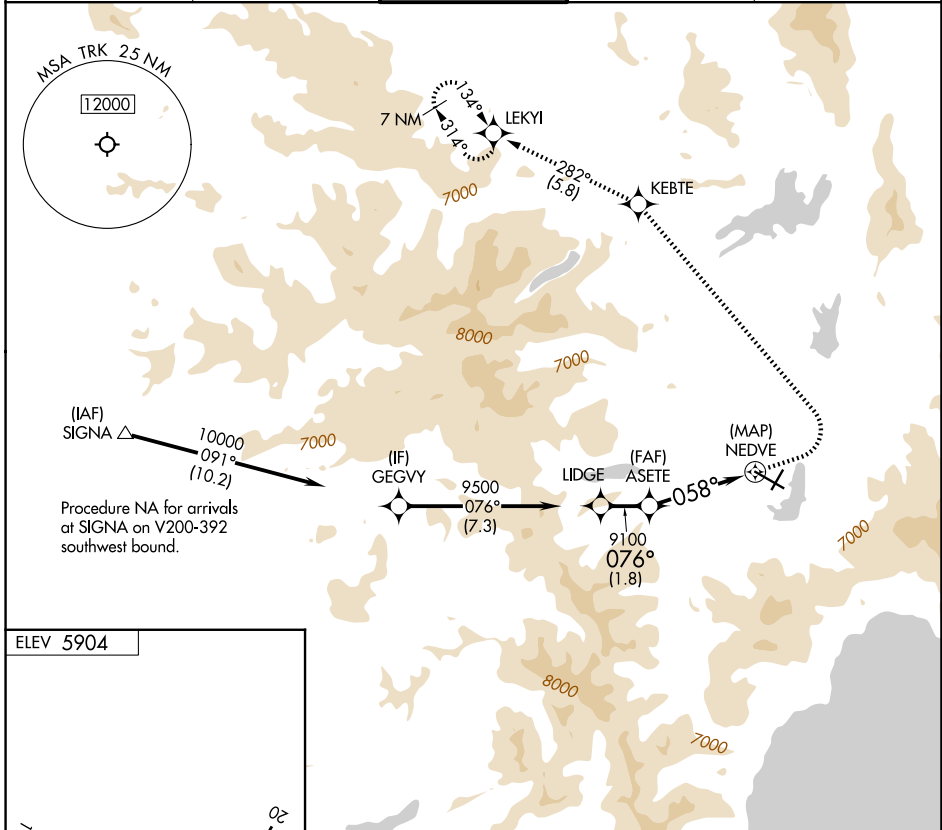 MSA TRK 25 NM
12000
7 NM
134°
314°
LEKYI
282°
(5.8)
KEBTE
7000
8000
7000
(IAF)
SIGNA
10000
091°
(10.2)
7000
Procedure NA for arrivals
at SIGNA on V200-392
southwest bound.
(IF)
GEGVY
9500
076°
(7.3)
LIDGE
(FAF)
ASETE
058°
(MAP)
NEDVE
9100
076°
(1.8)
7000
8000
7000
ELEV 5904
20